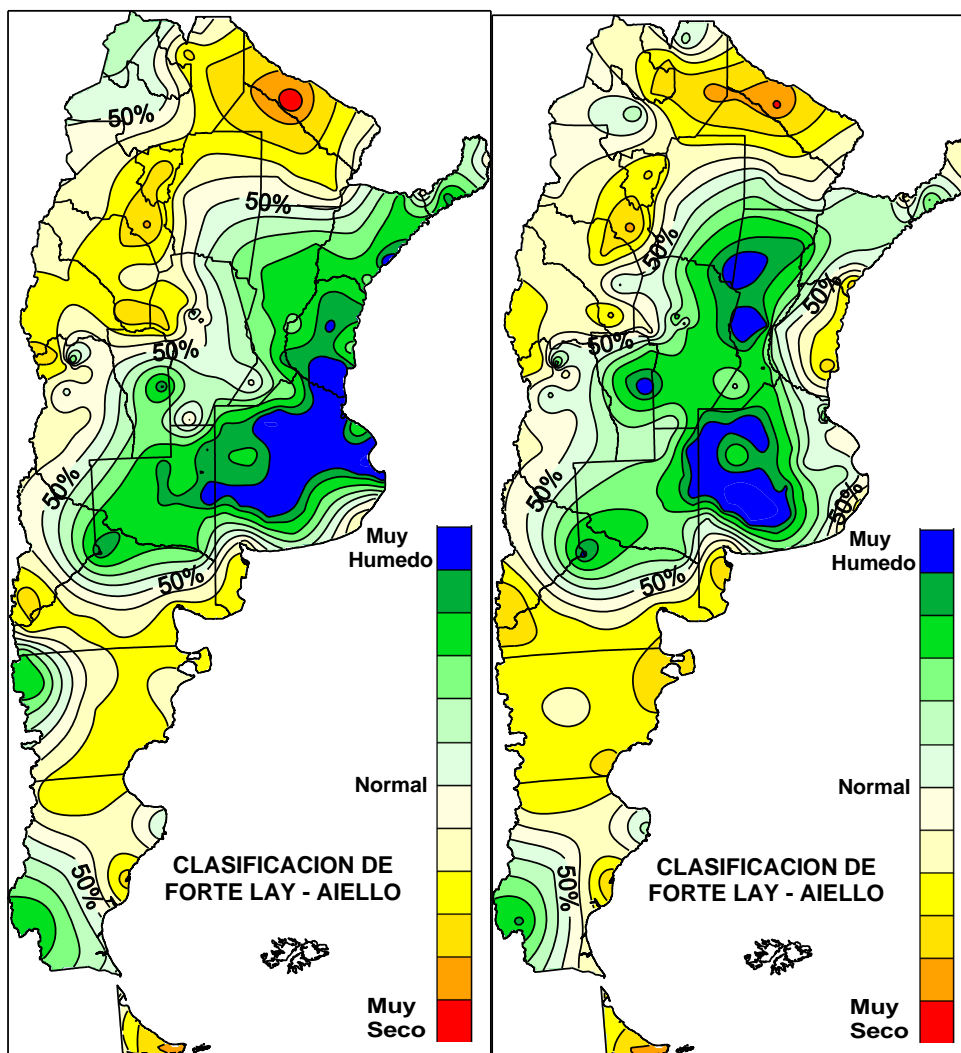 50%
50%
50%
50%
50%
50%
Muy
Humedo
Normal
CLASIFICACION DE
FORTE LAY - AIELLO
Muy
Seco
50%
50%
50%
50%
50%
50%
50%
Muy
Humedo
Normal
CLASIFICACION DE
FORTE LAY - AIELLO
Muy
Seco